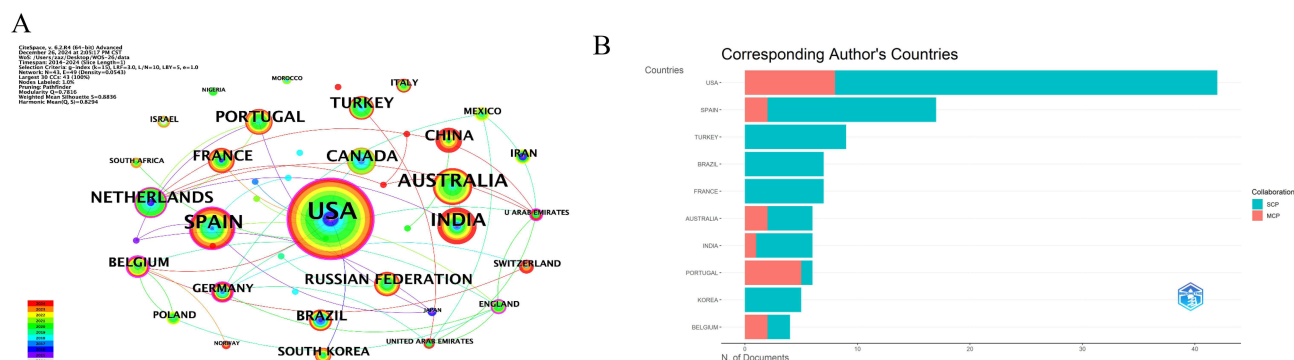 A
CiteSpace, v. 6.2.R4 (64-bit) Advanced
December 26, 2024 at 2:05:17 PM CST
WoS: /Users/zaz/Desktop/WOS-26/data
Timespan: 2014-2024 (Slice Length=1)
Selection Criteria: g-index (k=15), LRF=3.0, L/N=10, LBY=5, e=1.0
Network: N=43, E=49 (Density=0.0543)
Largest 30 CCs: 43 (100%)
Nodes Labeled: 1.0%
Pruning: Pathfinder
Modularity Q=0.7816
Weighted Mean Silhouette S=0.8836
Harmonic Mean(Q, S)=0.8294
MOROCCO
ITALY
NIGERIA
TURKEY
MEXICO
ISRAEL
PORTUGAL
CHINA
SOUTH AFRICA
FRANCE
CANADA
IRAN
NETHERLANDS
AUSTRALIA
SPAIN
USA
INDIA
U ARAB EMIRATES
BELGIUM
SWITZERLAND
GERMANY
RUSSIAN FEDERATION
POLAND
BRAZIL
JAPAN
ENGLAND
NORWAY
SOUTH KOREA
UNITED ARAB EMIRATES
B
Corresponding Author's Countries
Countries
USA
SPAIN
TURKEY
BRAZIL
FRANCE
AUSTRALIA
INDIA
PORTUGAL
KOREA
BELGIUM
0
10
20
30
40
N. of Documents
Collaboration
SCP
MCP